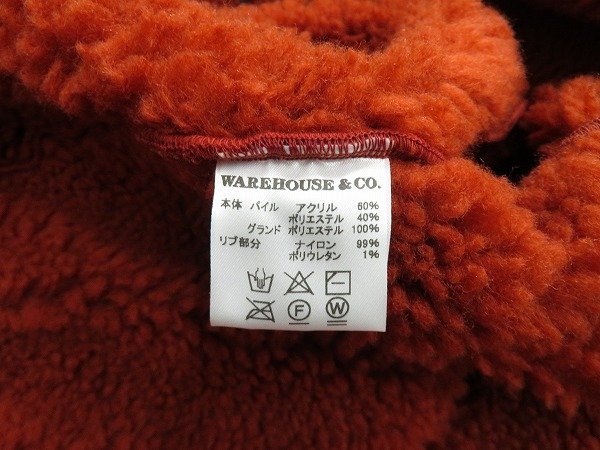 WAREHOUSE & CO.
本体 パイル アクリル 60%
ポリエステル 40%
グランド ポリエステル 100%
リブ部分 ナイロン 99%
ポリウレタン 1%
F W